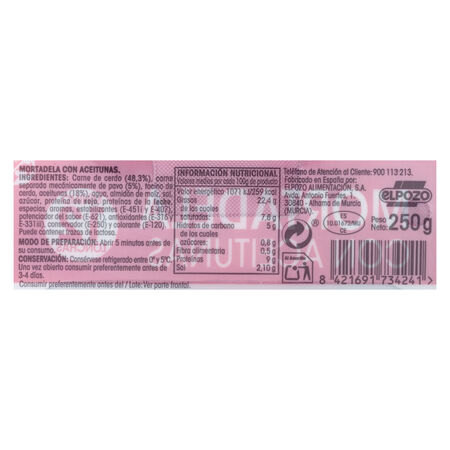 MORTADELA CON ACEITUNAS.
INGREDIENTES: Carne de cerdo (48,3%), carne
separada mecánicamente de pavo (5%), tocino de
cerdo, aceitunas (18%), agua, almidón de maíz, sal,
azúcar, proteína de soja, proteínas de leche,
especias, aromas, estabilizantes (E-451i y E-407),
potenciador (E-621), antioxidantes (E-316 y
E-331iii), conservador (E-250) y colorante (E-120).
Puede contener trazas de lactosa.
MODO DE PREPARACIÓN: Abrir 5 minutos antes de
su consumo.
CONSERVACIÓN: Consérvese refrigerado entre 0° y 5°C.
Una vez abierto consumir preferentemente antes de
3-4 días.
Consumir preferentemente antes del / Lote: Ver parte frontal.
INFORMACIÓN NUTRICIONAL
Valores medios por cada 100g de producto
Valor energético 1071 kJ/259 kcal
Grasas 22,4 g
de las cuales
saturadas: 7,8 g
Hidratos de carbono 5 g
de los cuales
azúcares: 0,8 g
Fibra alimentaria 0,5 g
Proteínas 9 g
Sal 2,10 g
Teléfono de Atención al Cliente: 900 113 213.
Fabricado en España por:
ELPOZO ALIMENTACIÓN, S.A.
Avda. Antonio Fuentes, 1
30840 - Alhama de Murcia
(MURCIA)
ES
10.01672/MU
CE
ELPOZO
Peso
Neto: 250g
Al Amarillo
8 421691 734241 >